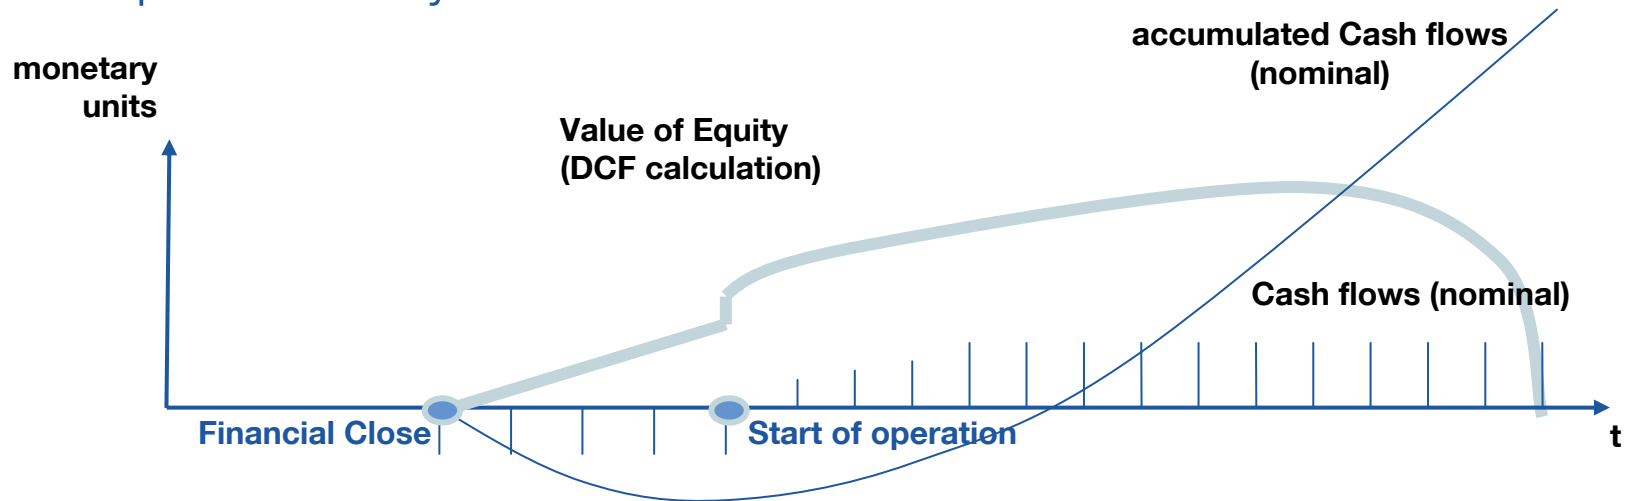 accumulated Cash flows
(nominal)
monetary
units
Value of Equity
(DCF calculation)
Cash flows (nominal)
Financial Close
Start of operation
t